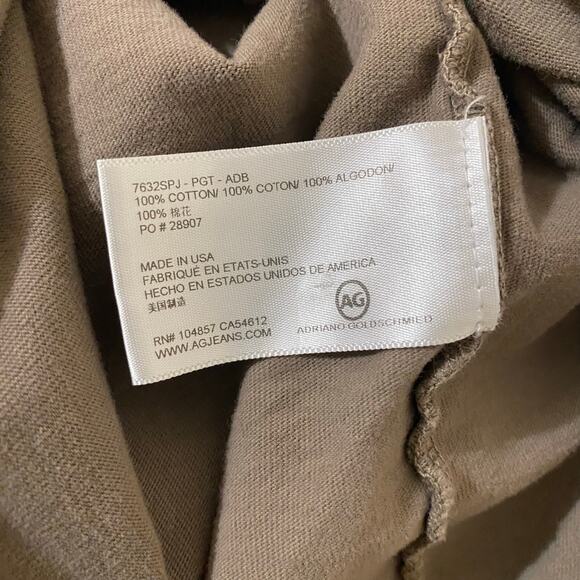 7632SPJ - PGT - ADB
100% COTTON/ 100% COTON/ 100% ALGODON/
100% 棉花
PO # 28907
MADE IN USA
FABRIQUÉ EN ETATS-UNIS
HECHO EN ESTADOS UNIDOS DE AMERICA
美国制造
RN# 104857 CA54612
WWW.AGJEANS.COM
AG
ADRIANO GOLDSCHMIED